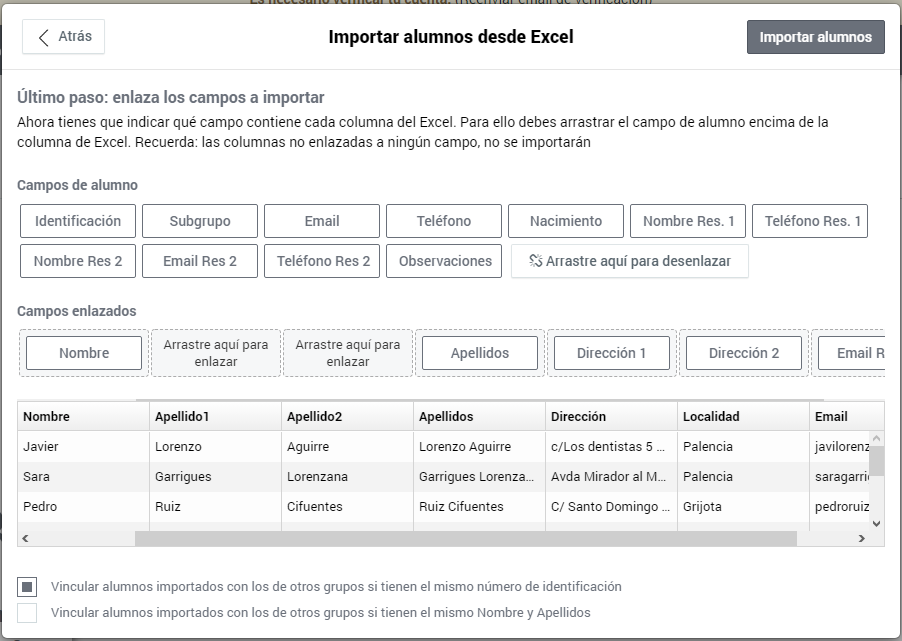 Es necesario verificar tu cuenta. (Reenviar email de verificación)
Atrás
Importar alumnos desde Excel
Importar alumnos
Último paso: enlaza los campos a importar
Ahora tienes que indicar qué campo contiene cada columna del Excel. Para ello debes arrastrar el campo de alumno encima de la
columna de Excel. Recuerda: las columnas no enlazadas a ningún campo, no se importarán
Campos de alumno
Identificación Subgrupo Email Teléfono Nacimiento Nombre Res. 1 Teléfono Res. 1
Nombre Res 2 Email Res 2 Teléfono Res 2 Observaciones Arrastre aquí para desenlazar
Campos enlazados
Nombre Arrastre aquí para enlazar Arrastre aquí para enlazar Apellidos Dirección 1 Dirección 2 Email R
Nombre Apellido1 Apellido2 Apellidos Dirección Localidad Email
Javier Lorenzo Aguirre Lorenzo Aguirre c/Los dentistas 5 ... Palencia javilorenz
Sara Garrigues Lorenzana Garrigues Lorenza... Avda Mirador al M... Palencia saragarri
Pedro Ruiz Cifuentes Ruiz Cifuentes C/ Santo Domingo ... Grijota pedroruiz
Vincular alumnos importados con los de otros grupos si tienen el mismo número de identificación
Vincular alumnos importados con los de otros grupos si tienen el mismo Nombre y Apellidos